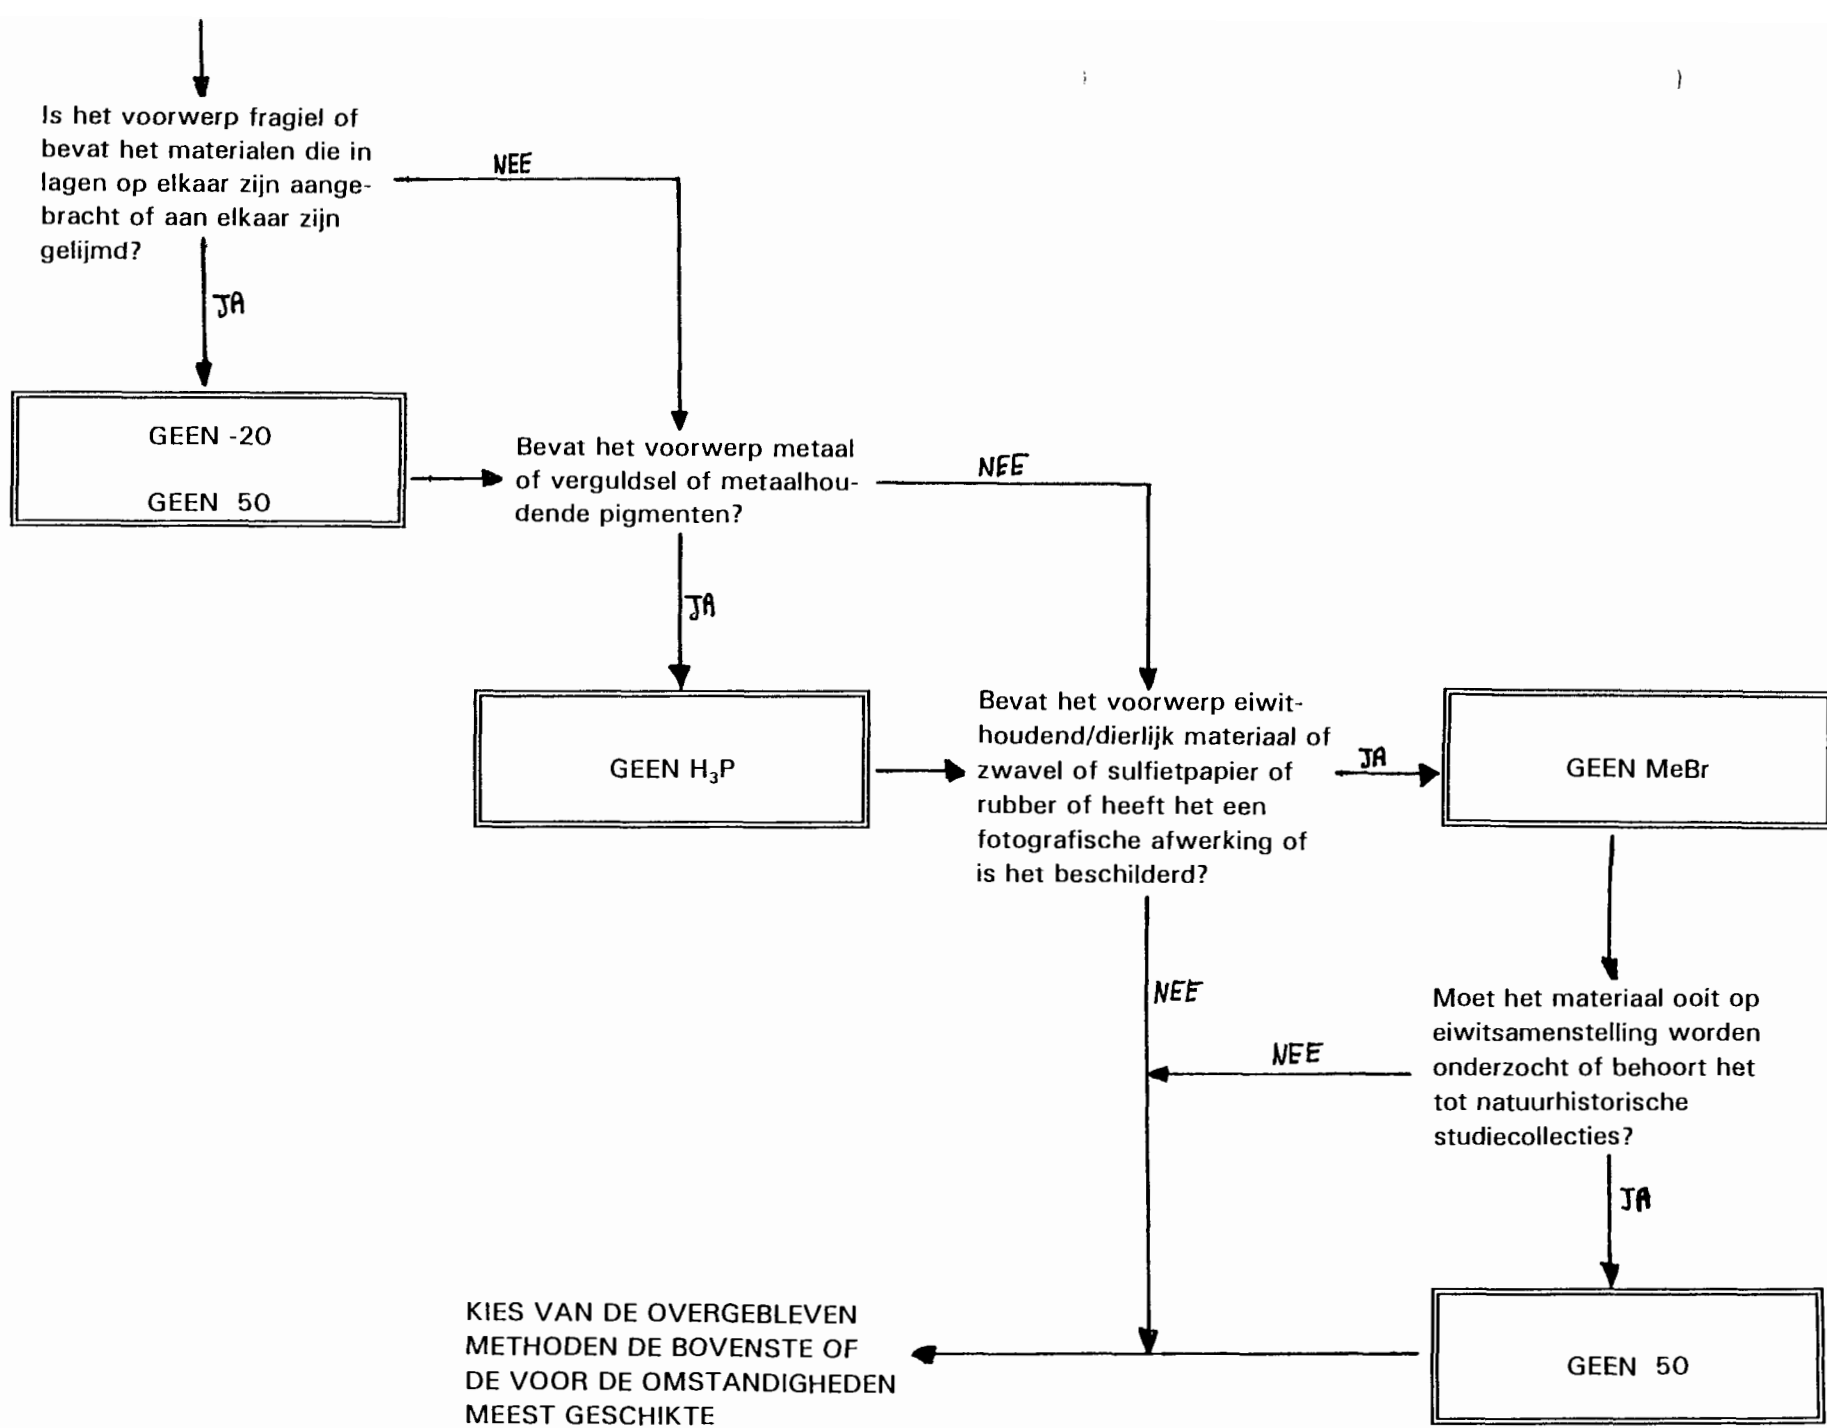 Is het voorwerp fragiel of
bevat het materialen die in
lagen op elkaar zijn aange-
bracht of aan elkaar zijn
gelijmd?
NEE
JA
GEEN -20
GEEN 50
Bevat het voorwerp metaal
of verguldsel of metaalhou-
dende pigmenten?
NEE
JA
GEEN H₃P
Bevat het voorwerp eiwit-
houdend/dierlijk materiaal of
zwavel of sulfietpapier of
rubber of heeft het een
fotografische afwerking of
is het beschilderd?
JA
GEEN MeBr
NEE
Moet het materiaal ooit op
eiwitsamenstelling worden
onderzocht of behoort het
tot natuurhistorische
studiecollecties?
NEE
JA
GEEN 50
KIES VAN DE OVERGEBLEVEN
METHODEN DE BOVENSTE OF
DE VOOR DE OMSTANDIGHEDEN
MEEST GESCHIKTE